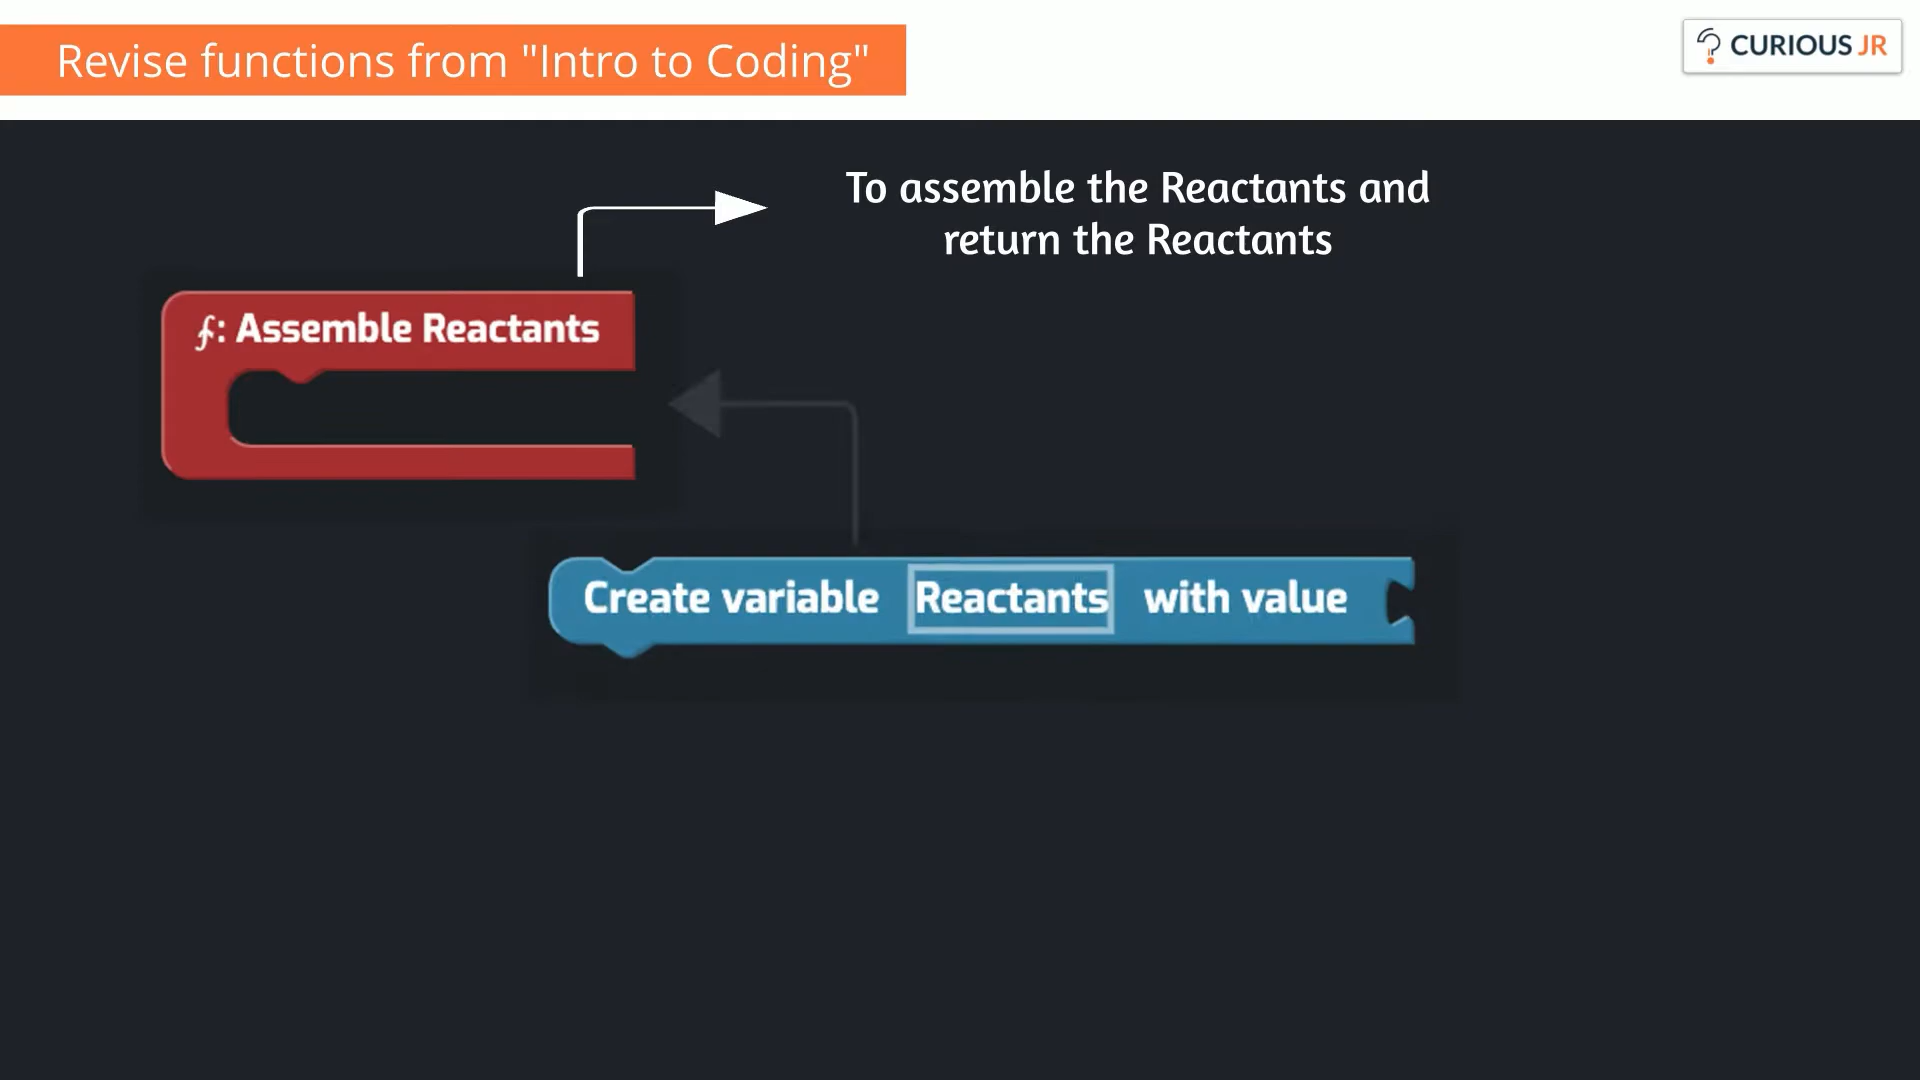 Revise functions from "Intro to Coding"
CURIOUS JR
To assemble the Reactants and
return the Reactants
ƒ: Assemble Reactants
Create variable Reactants with value